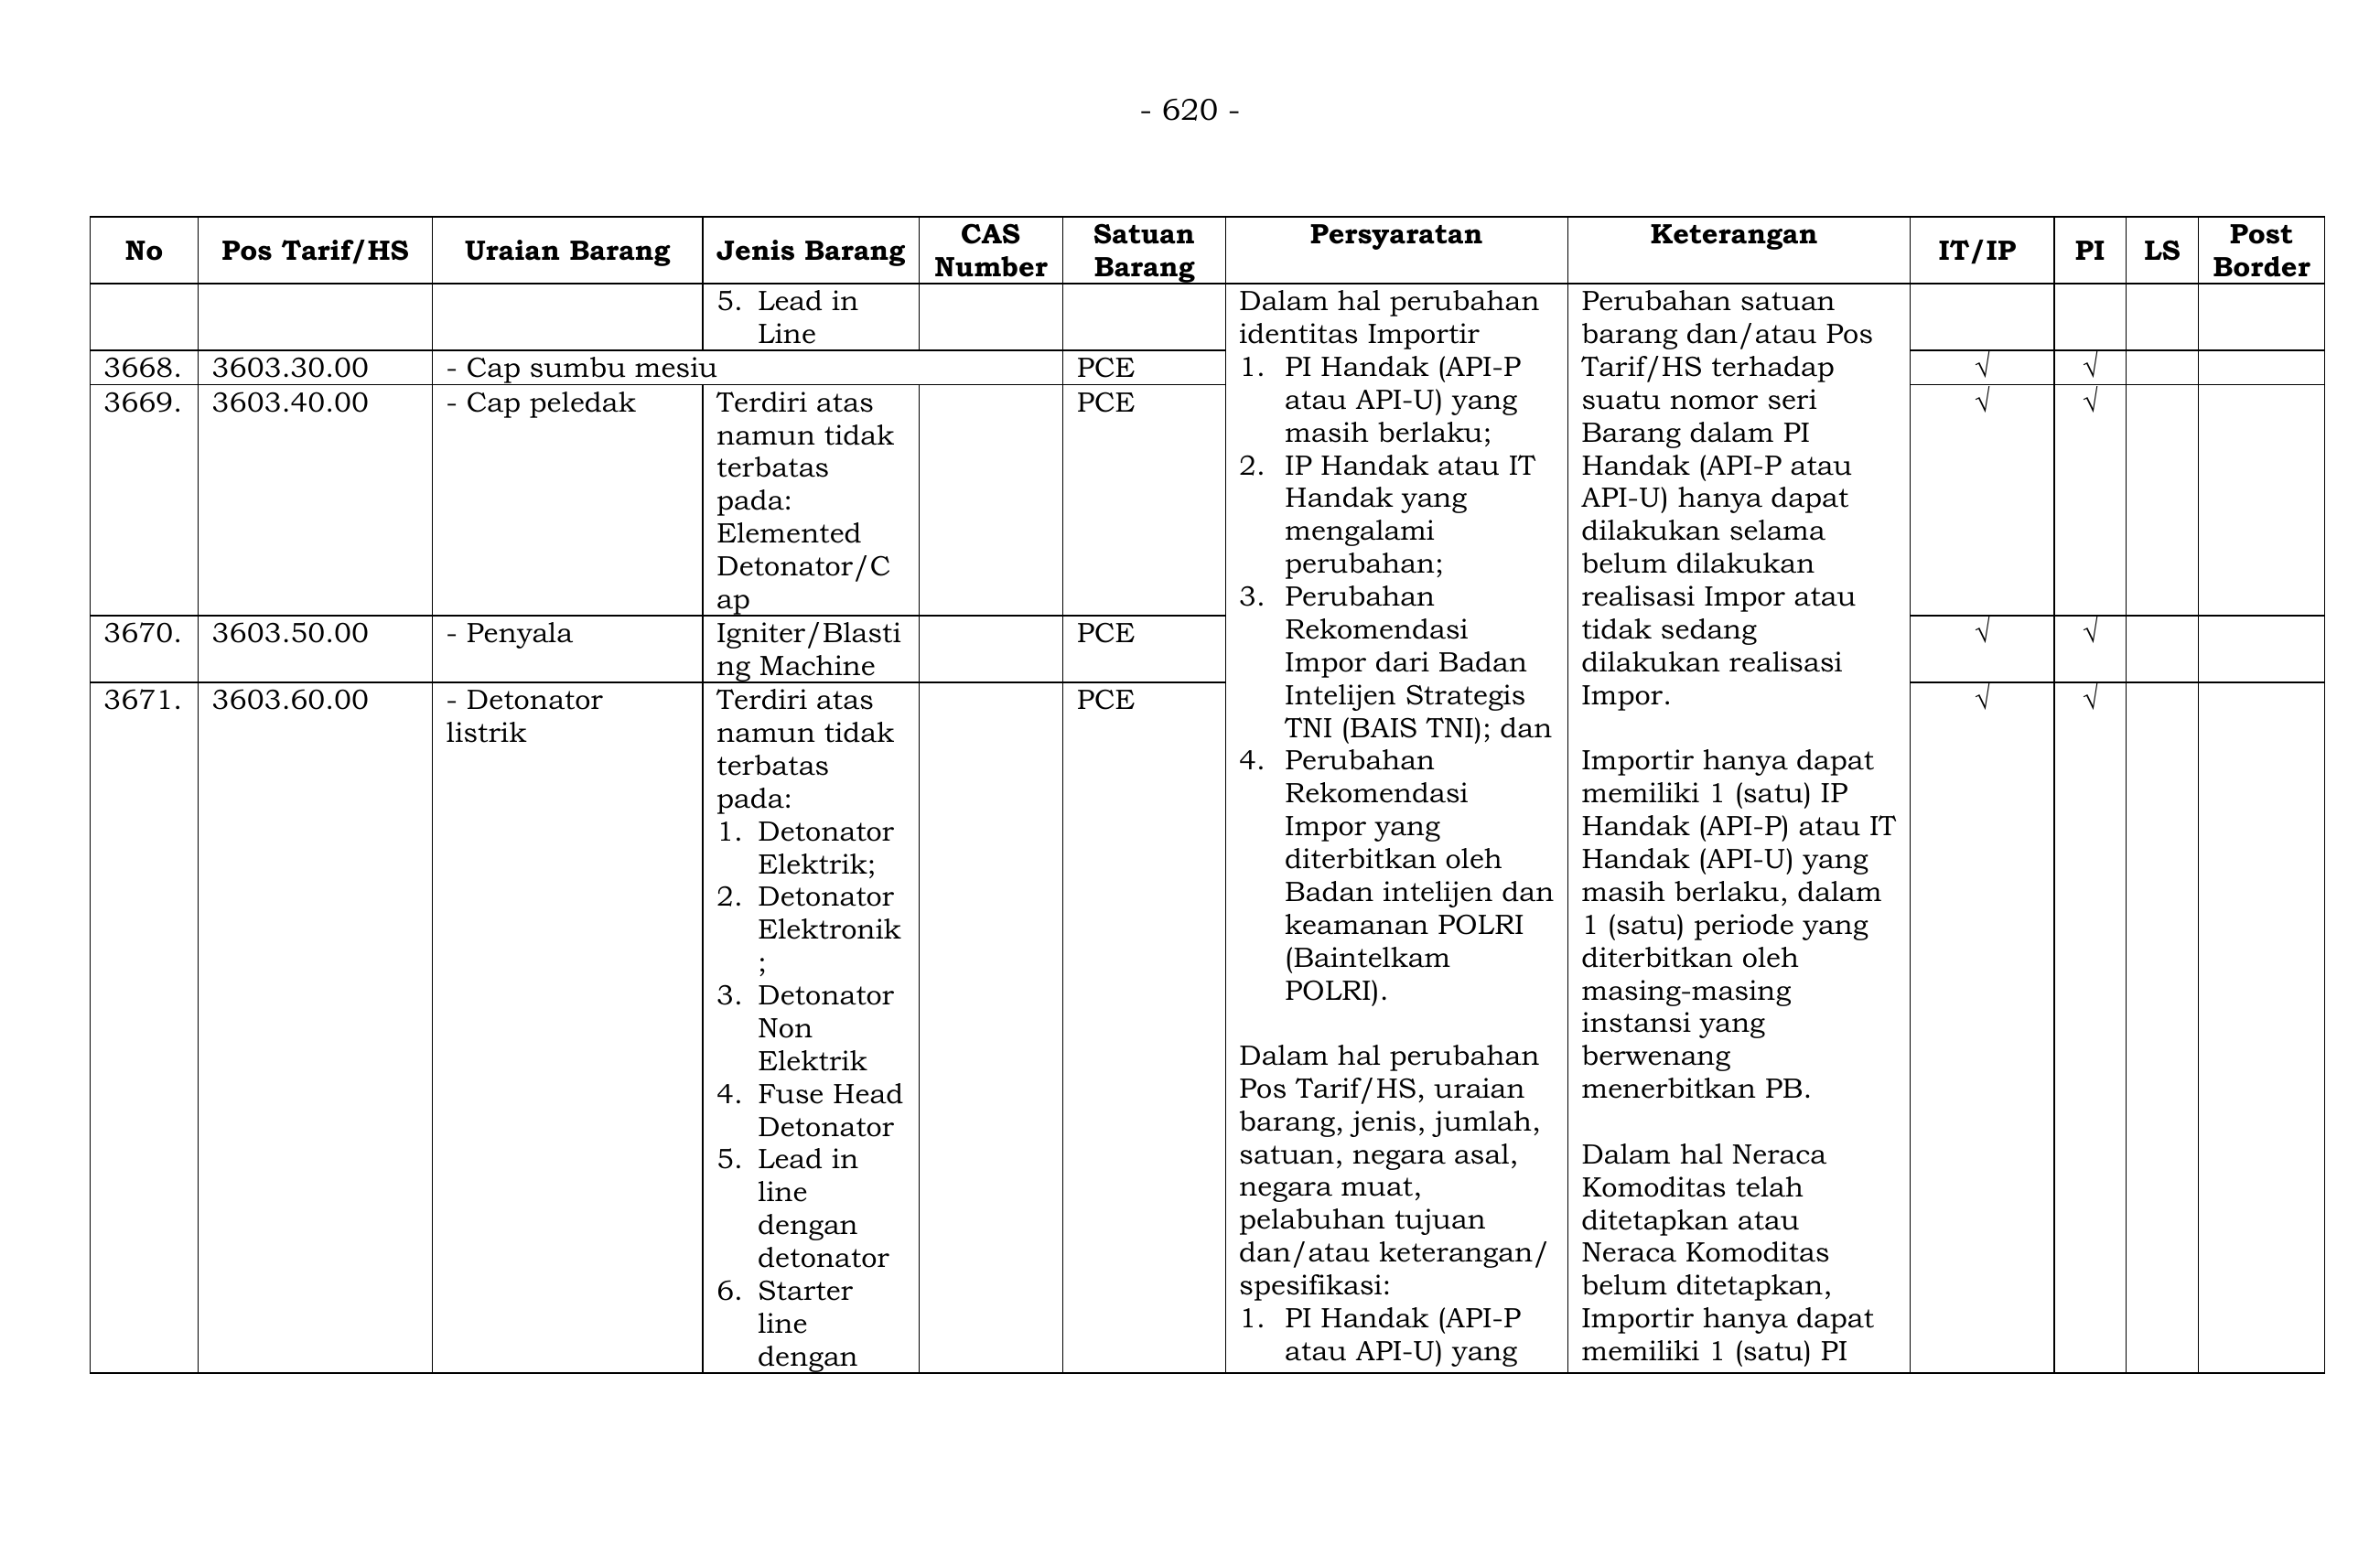 - 620 -
No
Pos Tarif/HS
Uraian Barang
Jenis Barang
CAS
Number
Satuan
Barang
Persyaratan
Keterangan
IT/IP
PI
LS
Post
Border
5. Lead in
Line
3668. 3603.30.00 - Cap sumbu mesiu PCE √ √
3669. 3603.40.00 - Cap peledak
Terdiri atas
namun tidak
terbatas
pada:
Elemented
Detonator/C
ap
PCE √ √
3670. 3603.50.00 - Penyala
Igniter/Blasti
ng Machine
PCE √ √
3671. 3603.60.00
- Detonator
listrik
Terdiri atas
namun tidak
terbatas
pada:
1. Detonator
Elektrik;
2. Detonator
Elektronik
;
3. Detonator
Non
Elektrik
4. Fuse Head
Detonator
5. Lead in
line
dengan
detonator
6. Starter
line
dengan
PCE √ √
Dalam hal perubahan
identitas Importir
1. PI Handak (API-P
atau API-U) yang
masih berlaku;
2. IP Handak atau IT
Handak yang
mengalami
perubahan;
3. Perubahan
Rekomendasi
Impor dari Badan
Intelijen Strategis
TNI (BAIS TNI); dan
4. Perubahan
Rekomendasi
Impor yang
diterbitkan oleh
Badan intelijen dan
keamanan POLRI
(Baintelkam
POLRI).
Dalam hal perubahan
Pos Tarif/HS, uraian
barang, jenis, jumlah,
satuan, negara asal,
negara muat,
pelabuhan tujuan
dan/atau keterangan/
spesifikasi:
1. PI Handak (API-P
atau API-U) yang
Perubahan satuan
barang dan/atau Pos
Tarif/HS terhadap
suatu nomor seri
Barang dalam PI
Handak (API-P atau
API-U) hanya dapat
dilakukan selama
belum dilakukan
realisasi Impor atau
tidak sedang
dilakukan realisasi
Impor.
Importir hanya dapat
memiliki 1 (satu) IP
Handak (API-P) atau IT
Handak (API-U) yang
masih berlaku, dalam
1 (satu) periode yang
diterbitkan oleh
masing-masing
instansi yang
berwenang
menerbitkan PB.
Dalam hal Neraca
Komoditas telah
ditetapkan atau
Neraca Komoditas
belum ditetapkan,
Importir hanya dapat
memiliki 1 (satu) PI